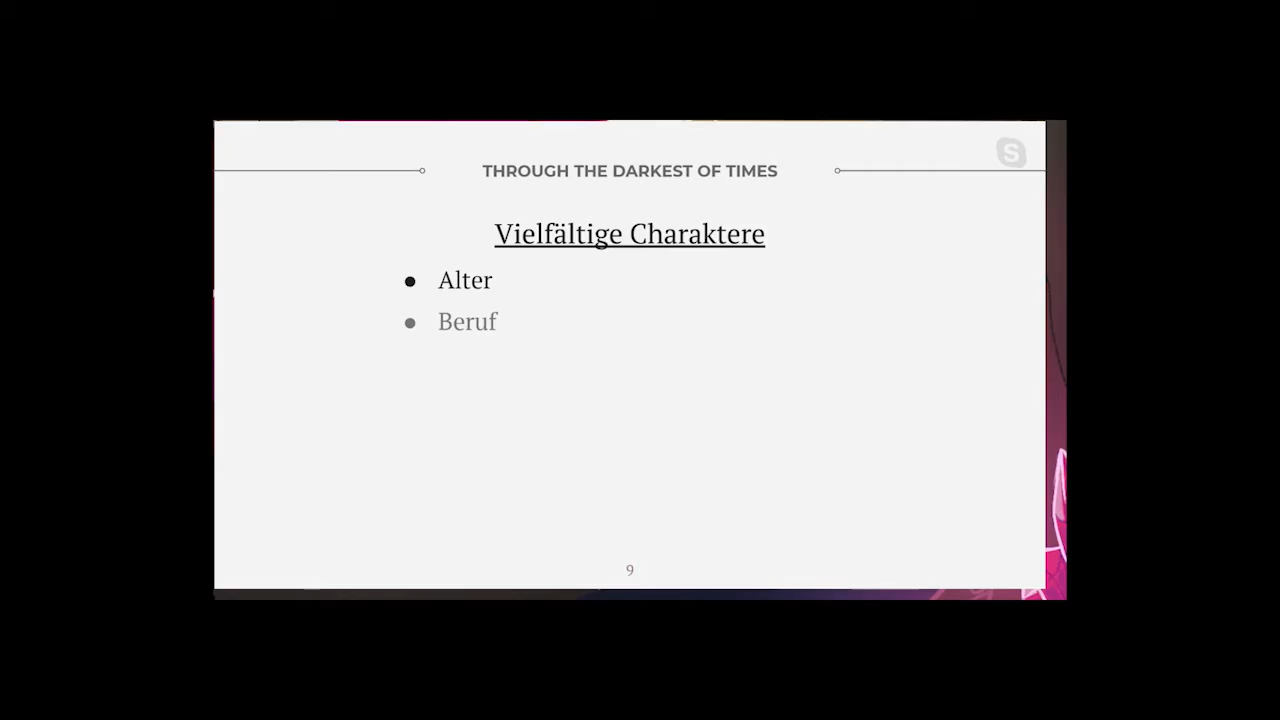 S
THROUGH THE DARKEST OF TIMES
Vielfältige Charaktere
● Alter
● Beruf
9